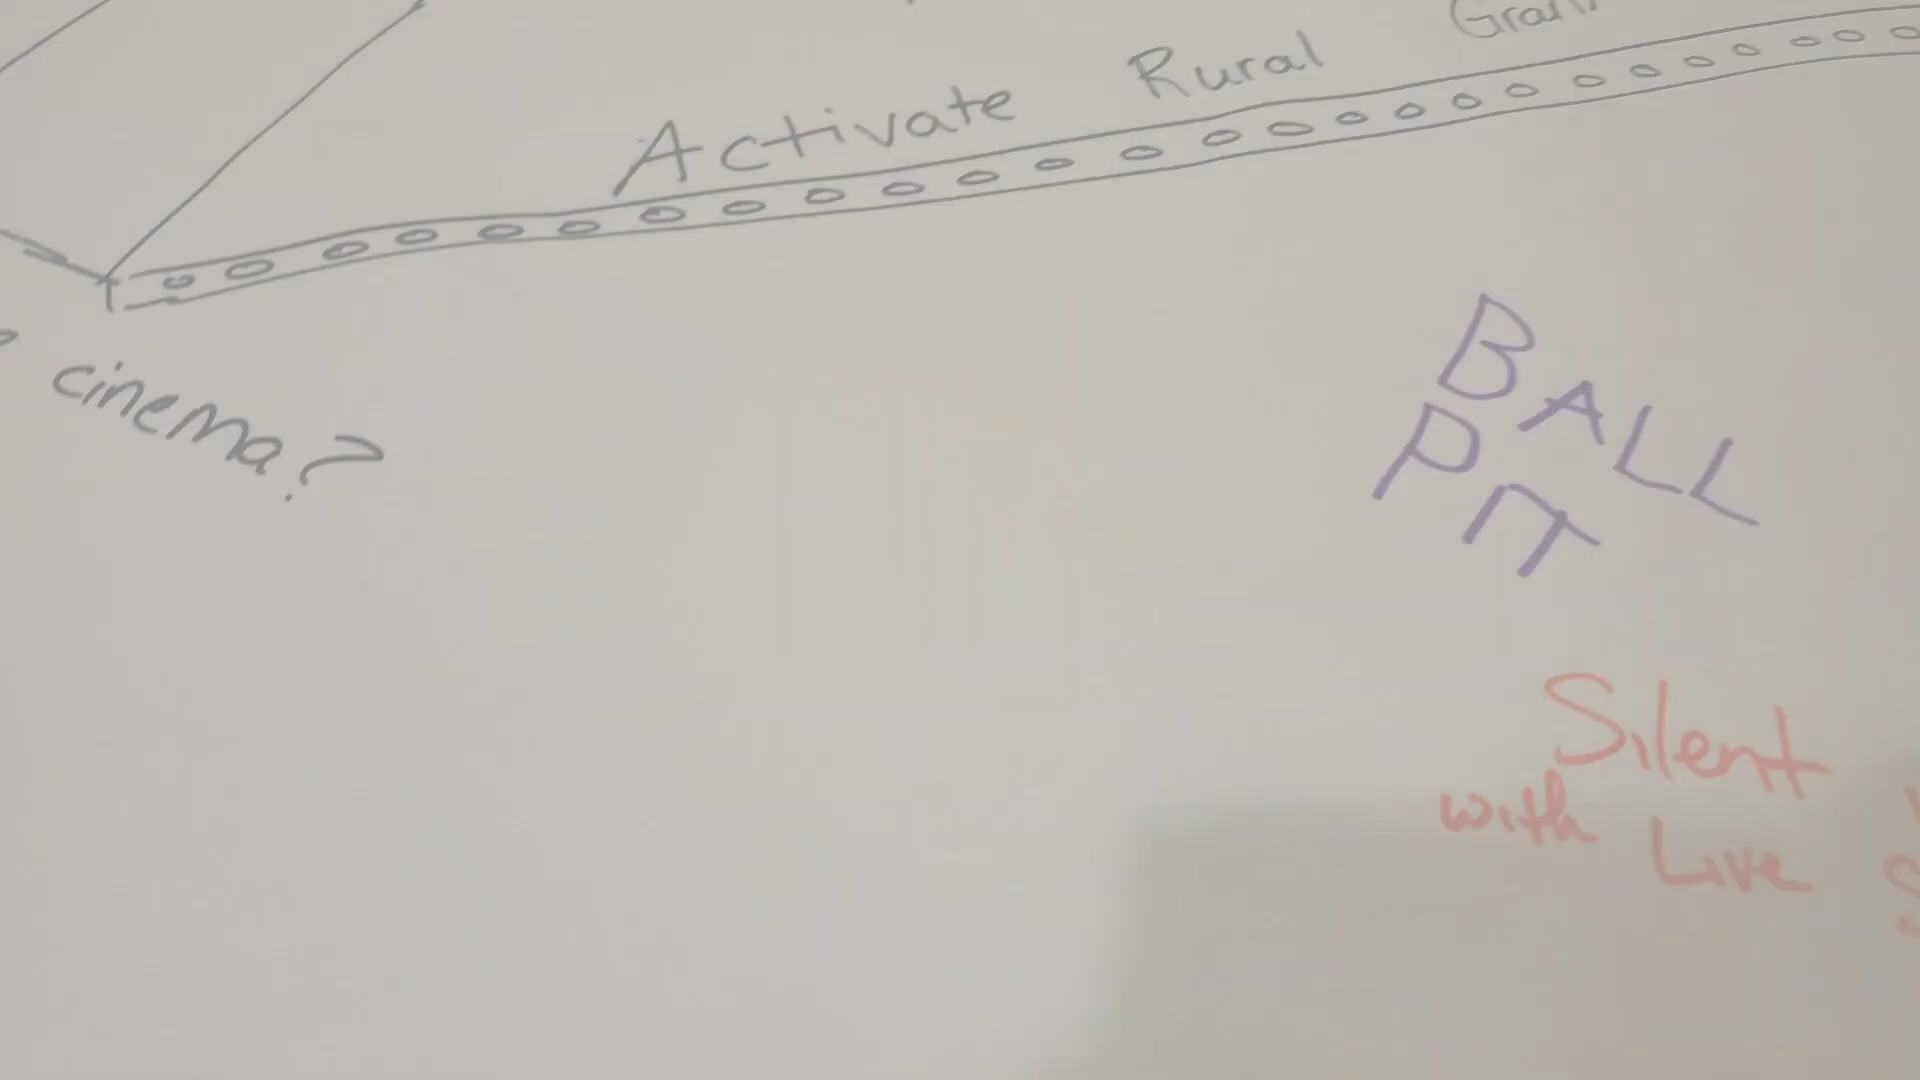 Activate Rural
cinema?
BALL
PIT
Silent
with Live